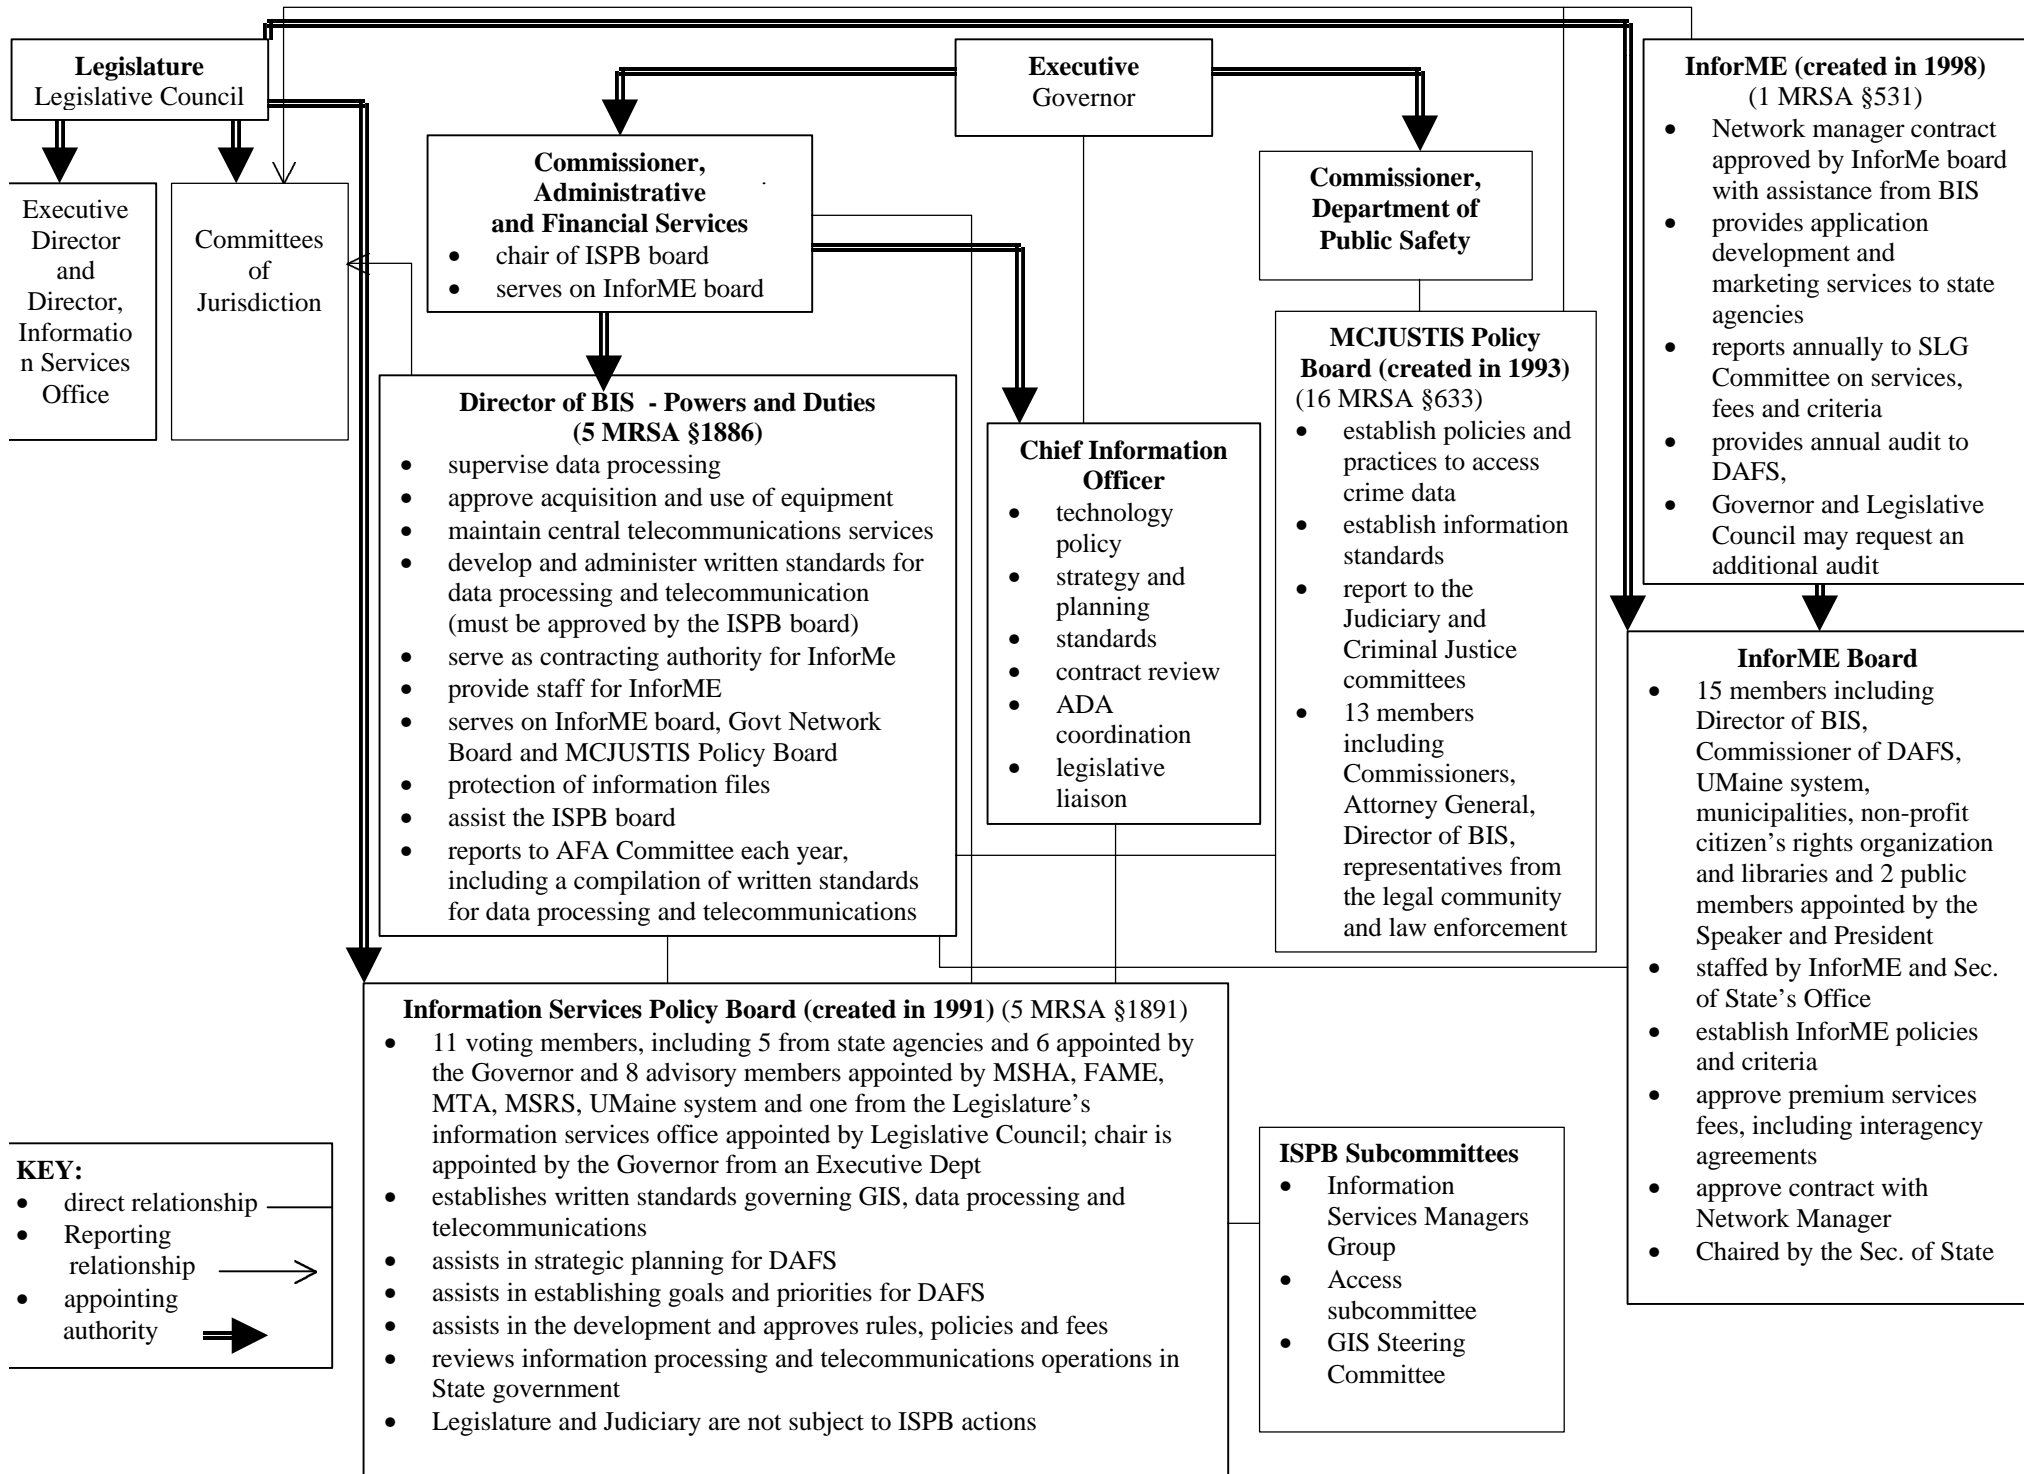 Legislature
Legislative Council
Executive
Governor
InforME (created in 1998)
(1 MRSA §531)
• Network manager contract
approved by InforMe board
with assistance from BIS
• provides application
development and
marketing services to state
agencies
• reports annually to SLG
Committee on services,
fees and criteria
• provides annual audit to
DAFS,
• Governor and Legislative
Council may request an
additional audit
Executive
Director
and
Director,
Informatio
n Services
Office
Committees
of
Jurisdiction
Commissioner,
Administrative
and Financial Services
• chair of ISPB board
• serves on InforME board
Commissioner,
Department of
Public Safety
Director of BIS - Powers and Duties
(5 MRSA §1886)
• supervise data processing
• approve acquisition and use of equipment
• maintain central telecommunications services
• develop and administer written standards for
data processing and telecommunication
(must be approved by the ISPB board)
• serve as contracting authority for InforMe
• provide staff for InforME
• serves on InforME board, Govt Network
Board and MCJUSTIS Policy Board
• protection of information files
• assist the ISPB board
• reports to AFA Committee each year,
including a compilation of written standards
for data processing and telecommunications
Chief Information
Officer
• technology
policy
• strategy and
planning
• standards
• contract review
• ADA
coordination
• legislative
liaison
MCJUSTIS Policy
Board (created in 1993)
(16 MRSA §633)
• establish policies and
practices to access
crime data
• establish information
standards
• report to the
Judiciary and
Criminal Justice
committees
• 13 members
including
Commissioners,
Attorney General,
Director of BIS,
representatives from
the legal community
and law enforcement
InforME Board
• 15 members including
Director of BIS,
Commissioner of DAFS,
UMaine system,
municipalities, non-profit
citizen’s rights organization
and libraries and 2 public
members appointed by the
Speaker and President
• staffed by InforME and Sec.
of State’s Office
• establish InforME policies
and criteria
• approve premium services
fees, including interagency
agreements
• approve contract with
Network Manager
• Chaired by the Sec. of State
Information Services Policy Board (created in 1991) (5 MRSA §1891)
• 11 voting members, including 5 from state agencies and 6 appointed by
the Governor and 8 advisory members appointed by MSHA, FAME,
MTA, MSRS, UMaine system and one from the Legislature’s
information services office appointed by Legislative Council; chair is
appointed by the Governor from an Executive Dept
• establishes written standards governing GIS, data processing and
telecommunications
• assists in strategic planning for DAFS
• assists in establishing goals and priorities for DAFS
• assists in the development and approves rules, policies and fees
• reviews information processing and telecommunications operations in
State government
• Legislature and Judiciary are not subject to ISPB actions
ISPB Subcommittees
• Information
Services Managers
Group
• Access
subcommittee
• GIS Steering
Committee
KEY:
• direct relationship
• Reporting
relationship
• appointing
authority